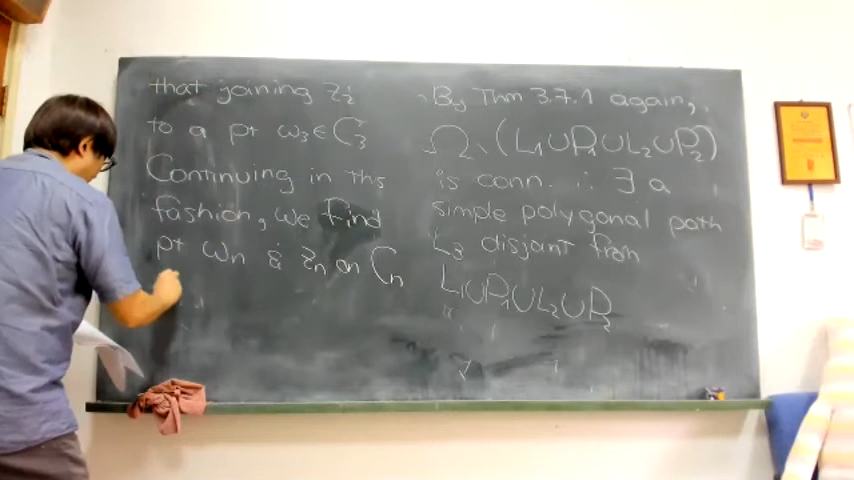 By Thm 3.7.1 again,
Ω \ (L₁∪P₁∪L₂∪P₂)
is conn. ∴ ∃ a
simple polygonal path
L₃ disjant from
L₁∪P₁∪L₂∪P₂
that joining z₂
to a pt ω₃ ∈ C₃
Continuing in ths
fashion, we find
pt ωₙ & zₙ on Cₙ